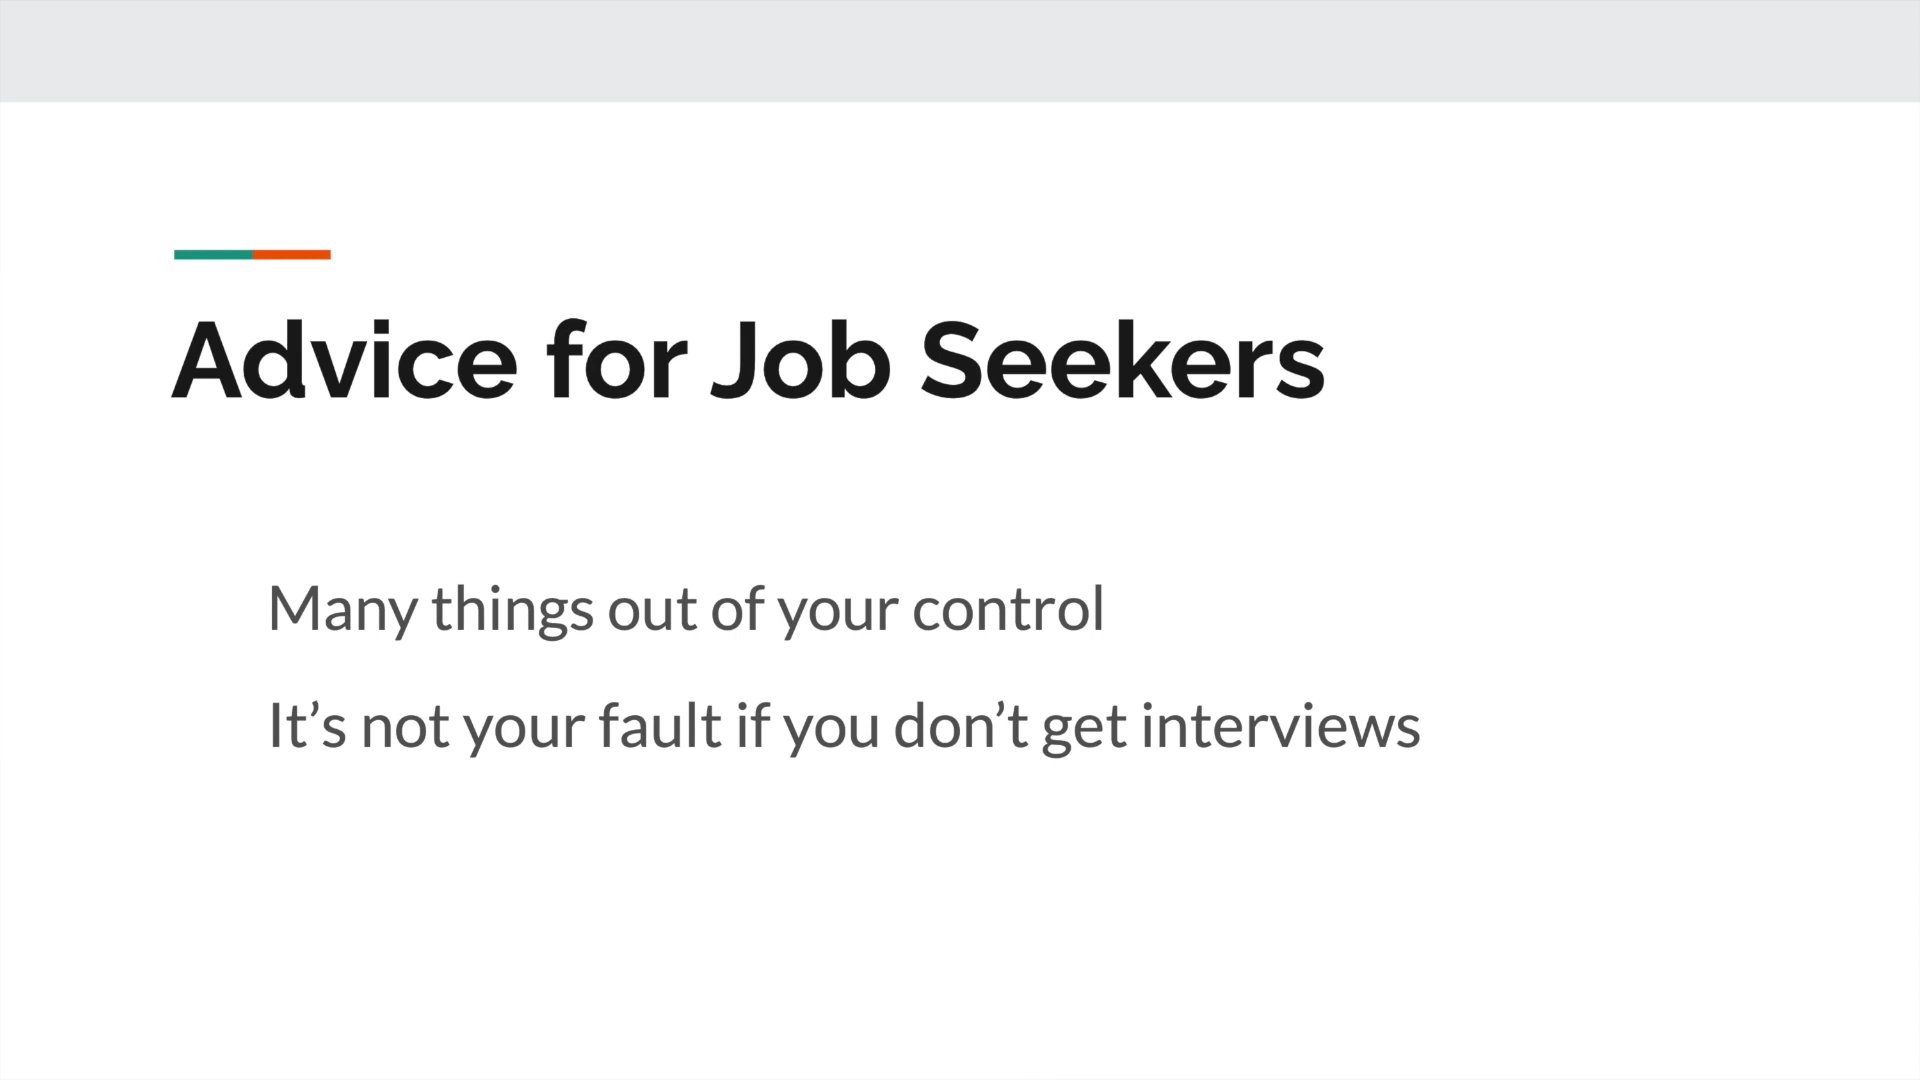 Advice for Job Seekers
Many things out of your control
It’s not your fault if you don’t get interviews